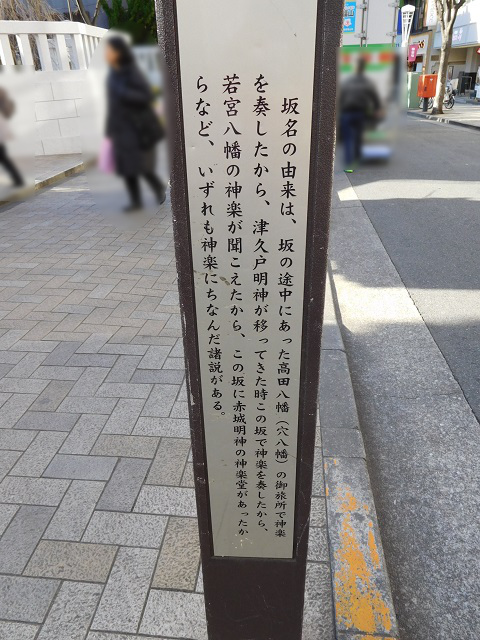 坂名の由来は、坂の途中にあった高田八幡（穴八幡）の御旅所で神楽
を奏したから、津久戸明神が移ってきた時この坂で神楽を奏したから、
若宮八幡の神楽が聞こえたから、この坂に赤城明神の神楽堂があったか
らなど、いずれも神楽にちなんだ諸説がある。